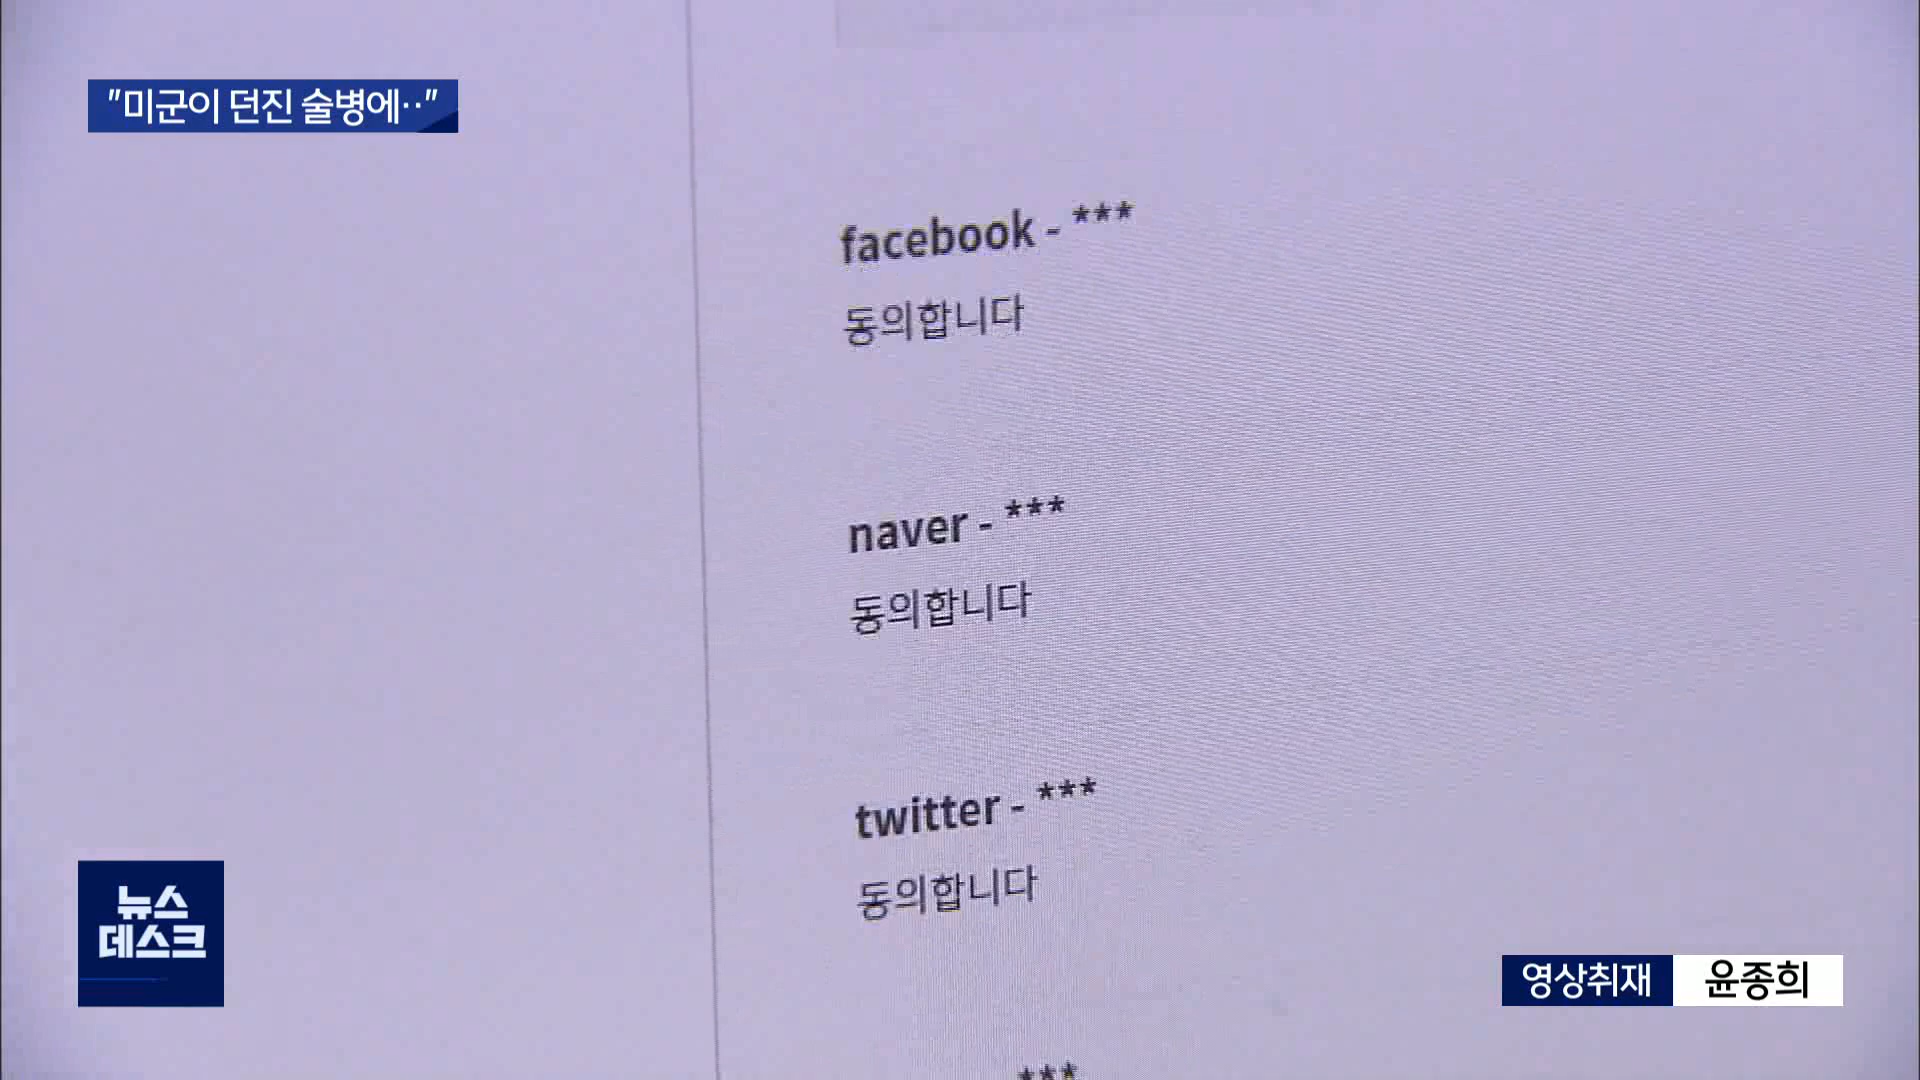 "미군이 던진 술병에··"
facebook - ***
동의합니다
naver - ***
동의합니다
twitter - ***
동의합니다
***
뉴스
데스크
영상취재 윤종희